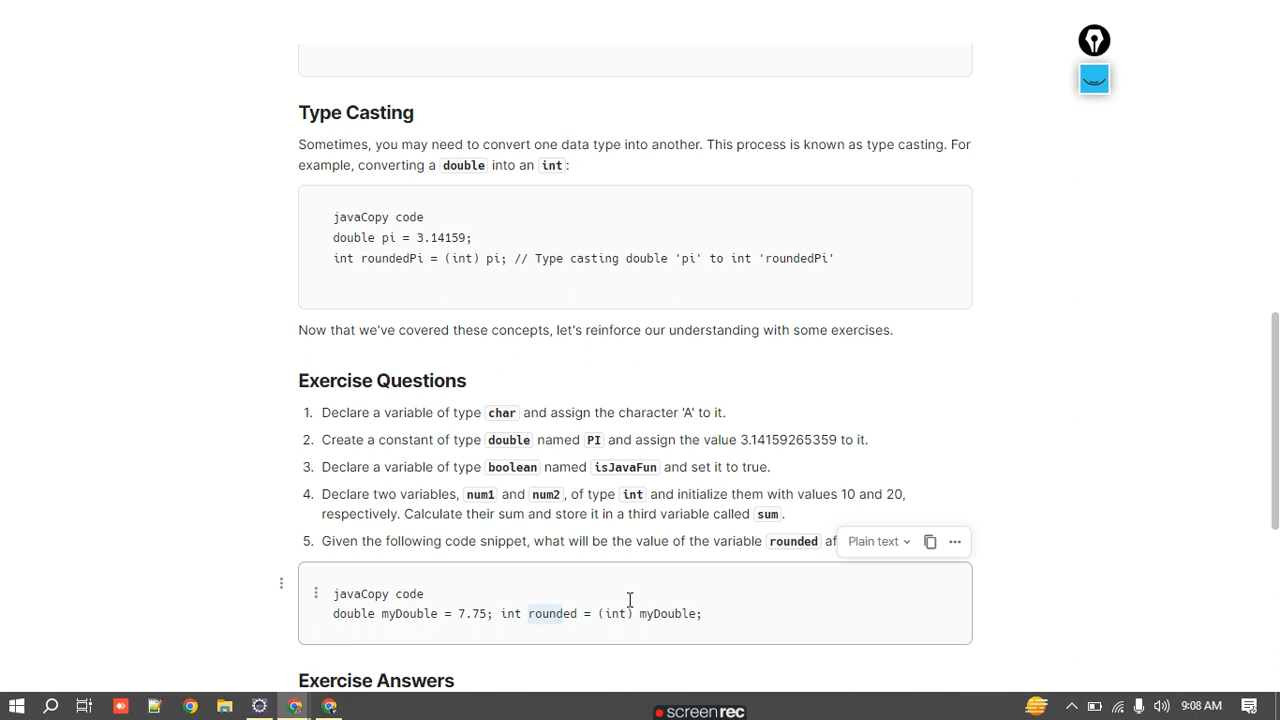 Type Casting
Sometimes, you may need to convert one data type into another. This process is known as type casting. For
example, converting a double into an int:
javaCopy code
double pi = 3.14159;
int roundedPi = (int) pi; // Type casting double 'pi' to int 'roundedPi'
Now that we've covered these concepts, let's reinforce our understanding with some exercises.
Exercise Questions
1. Declare a variable of type char and assign the character 'A' to it.
2. Create a constant of type double named PI and assign the value 3.14159265359 to it.
3. Declare a variable of type boolean named isJavaFun and set it to true.
4. Declare two variables, num1 and num2, of type int and initialize them with values 10 and 20,
respectively. Calculate their sum and store it in a third variable called sum.
5. Given the following code snippet, what will be the value of the variable rounded af
Plain text
javaCopy code
double myDouble = 7.75; int rounded = (int) myDouble;
Exercise Answers
9:08 AM
screenrec